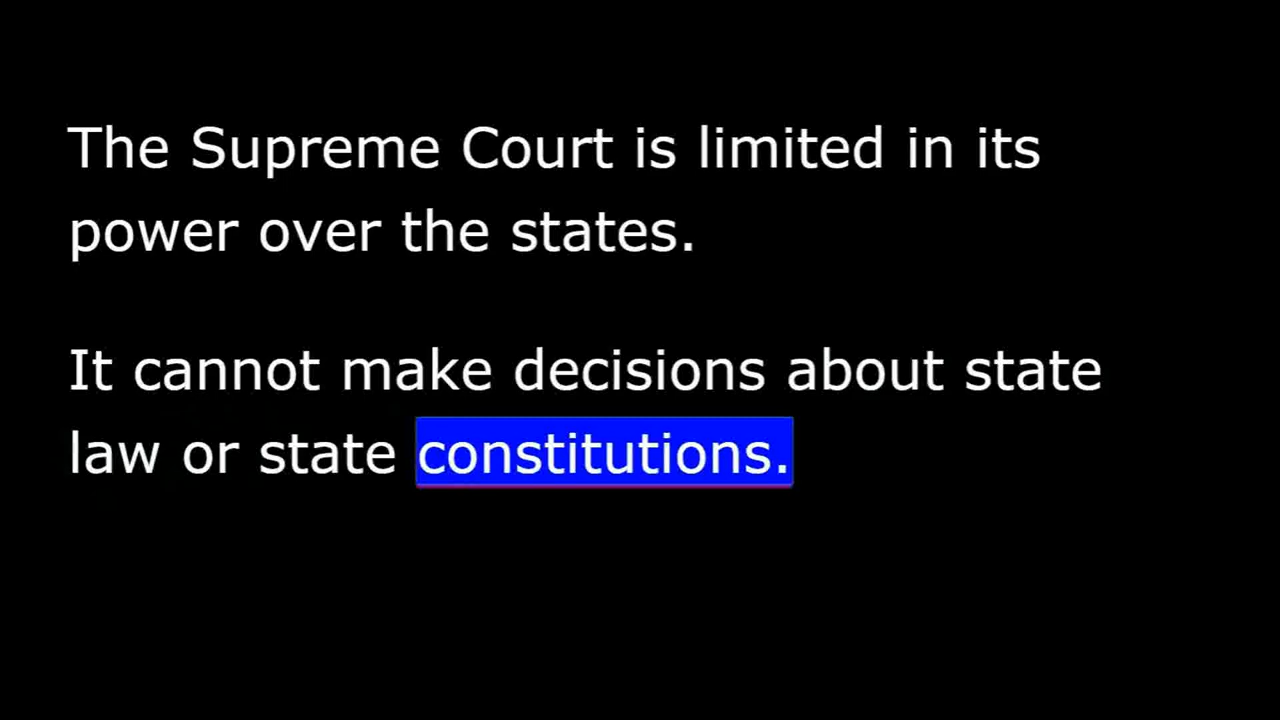 The Supreme Court is limited in its
power over the states.
It cannot make decisions about state
law or state constitutions.